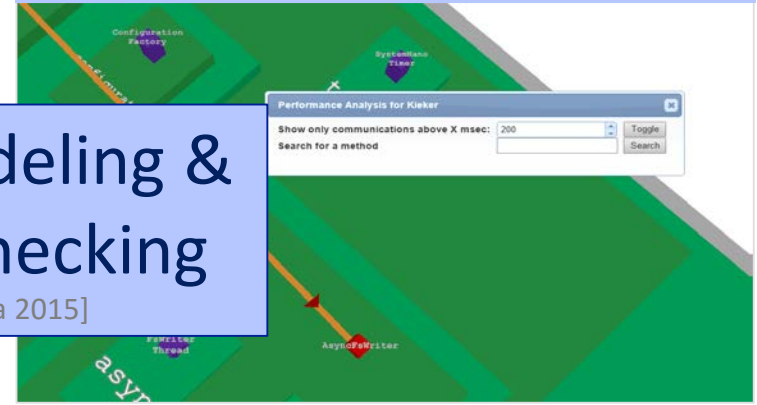 Configuration
Factory
SystemNano
Timer
Performance Analysis for Kieker
Show only communications above X msec: 200 Toggle
Search for a method Search
deling &
necking
a 2015]
FsWriter
Thread
AsyncFsWriter
asyn